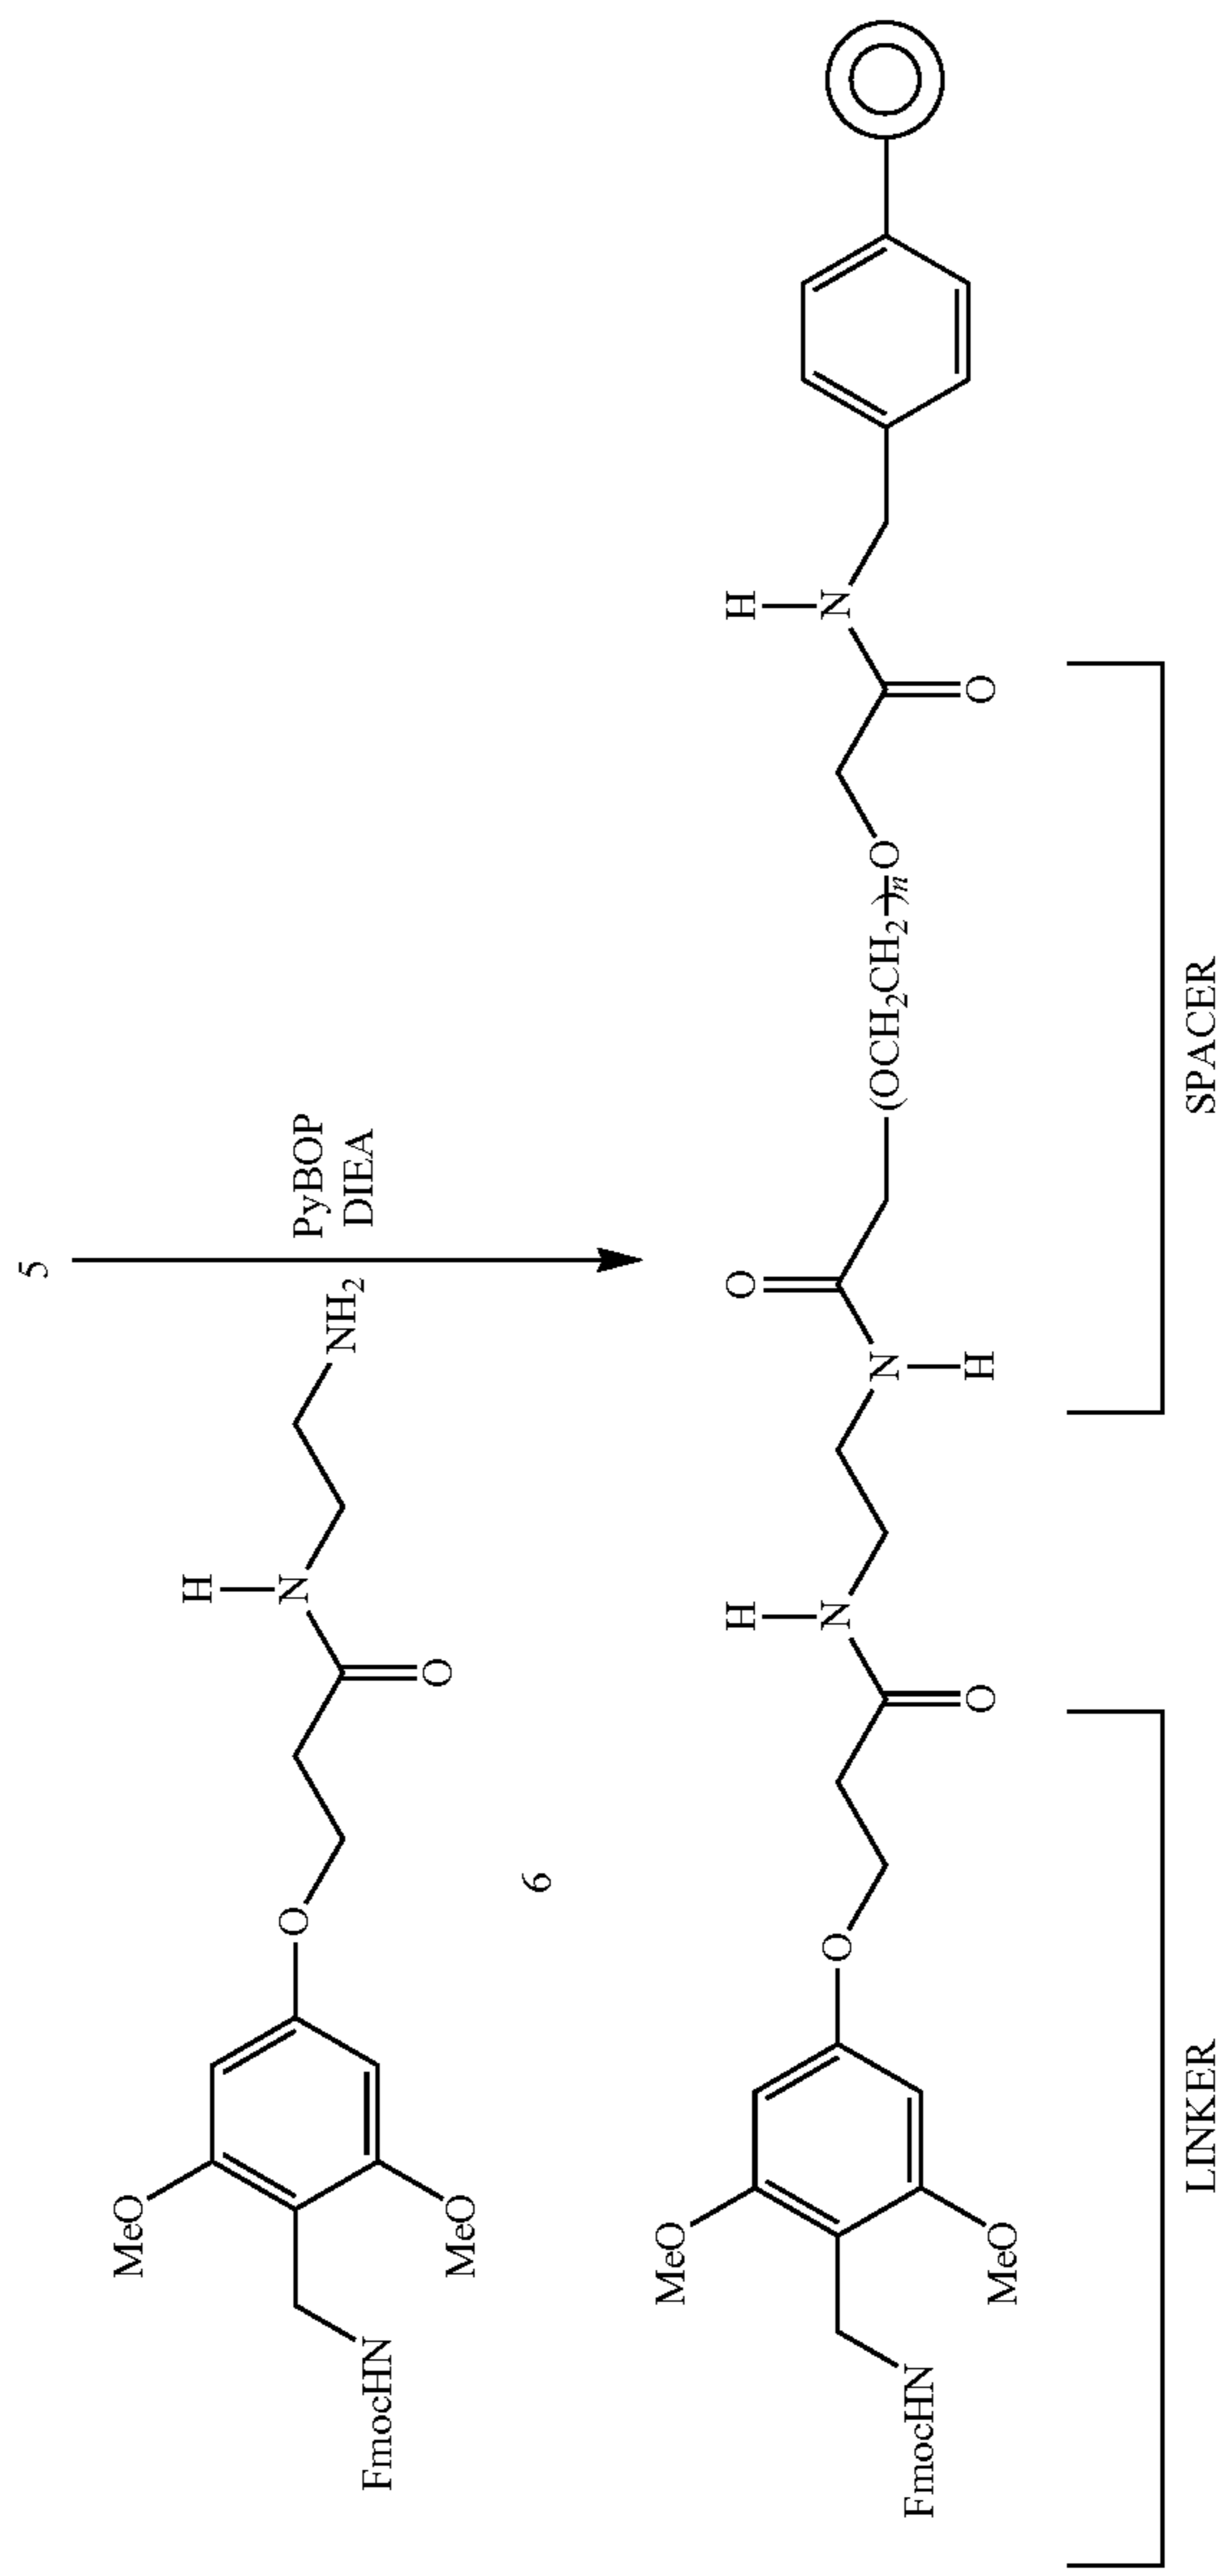 5
MeO
H
O N NH₂
PyBOP
DIEA
FmocHN
O
MeO
6
MeO
H O H
O N N
N (OCH₂CH₂)n O
FmocHN
O H O
MeO
LINKER SPACER